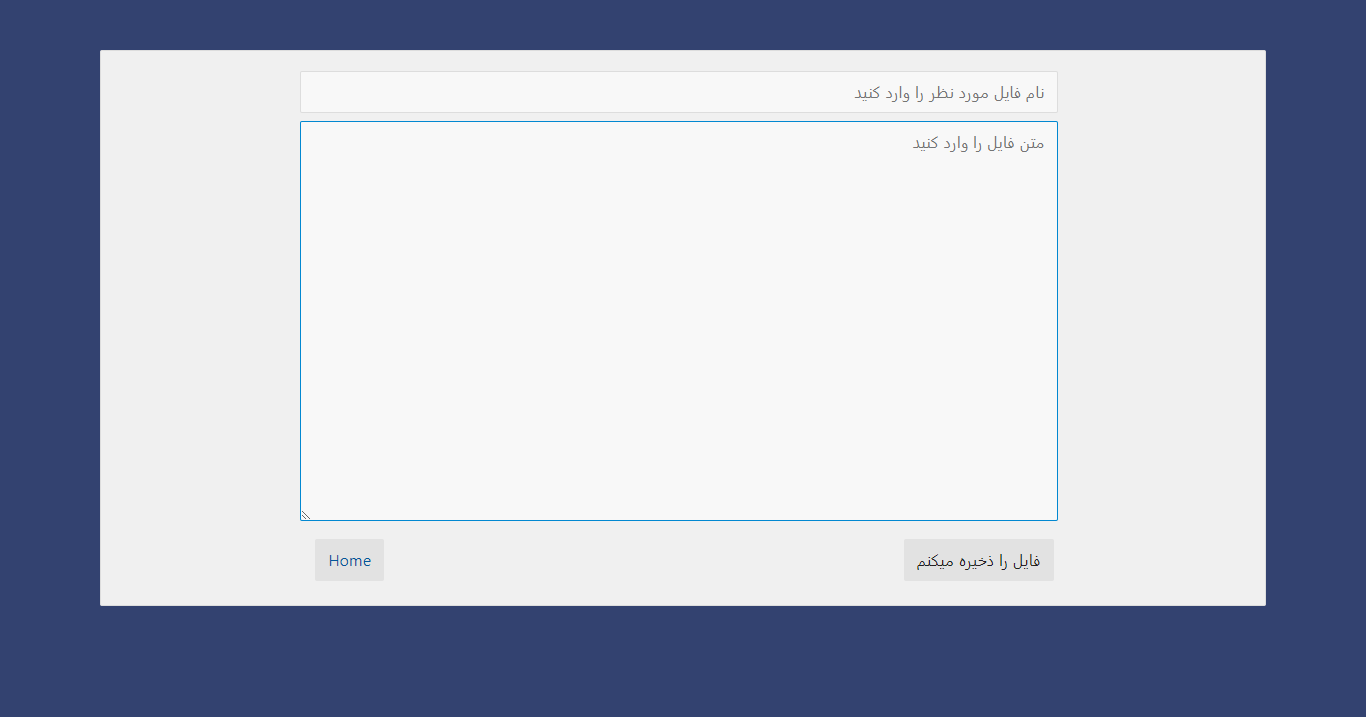 نام فایل مورد نظر را وارد کنید
متن فایل را وارد کنید
فایل را ذخیره میکنم
Home